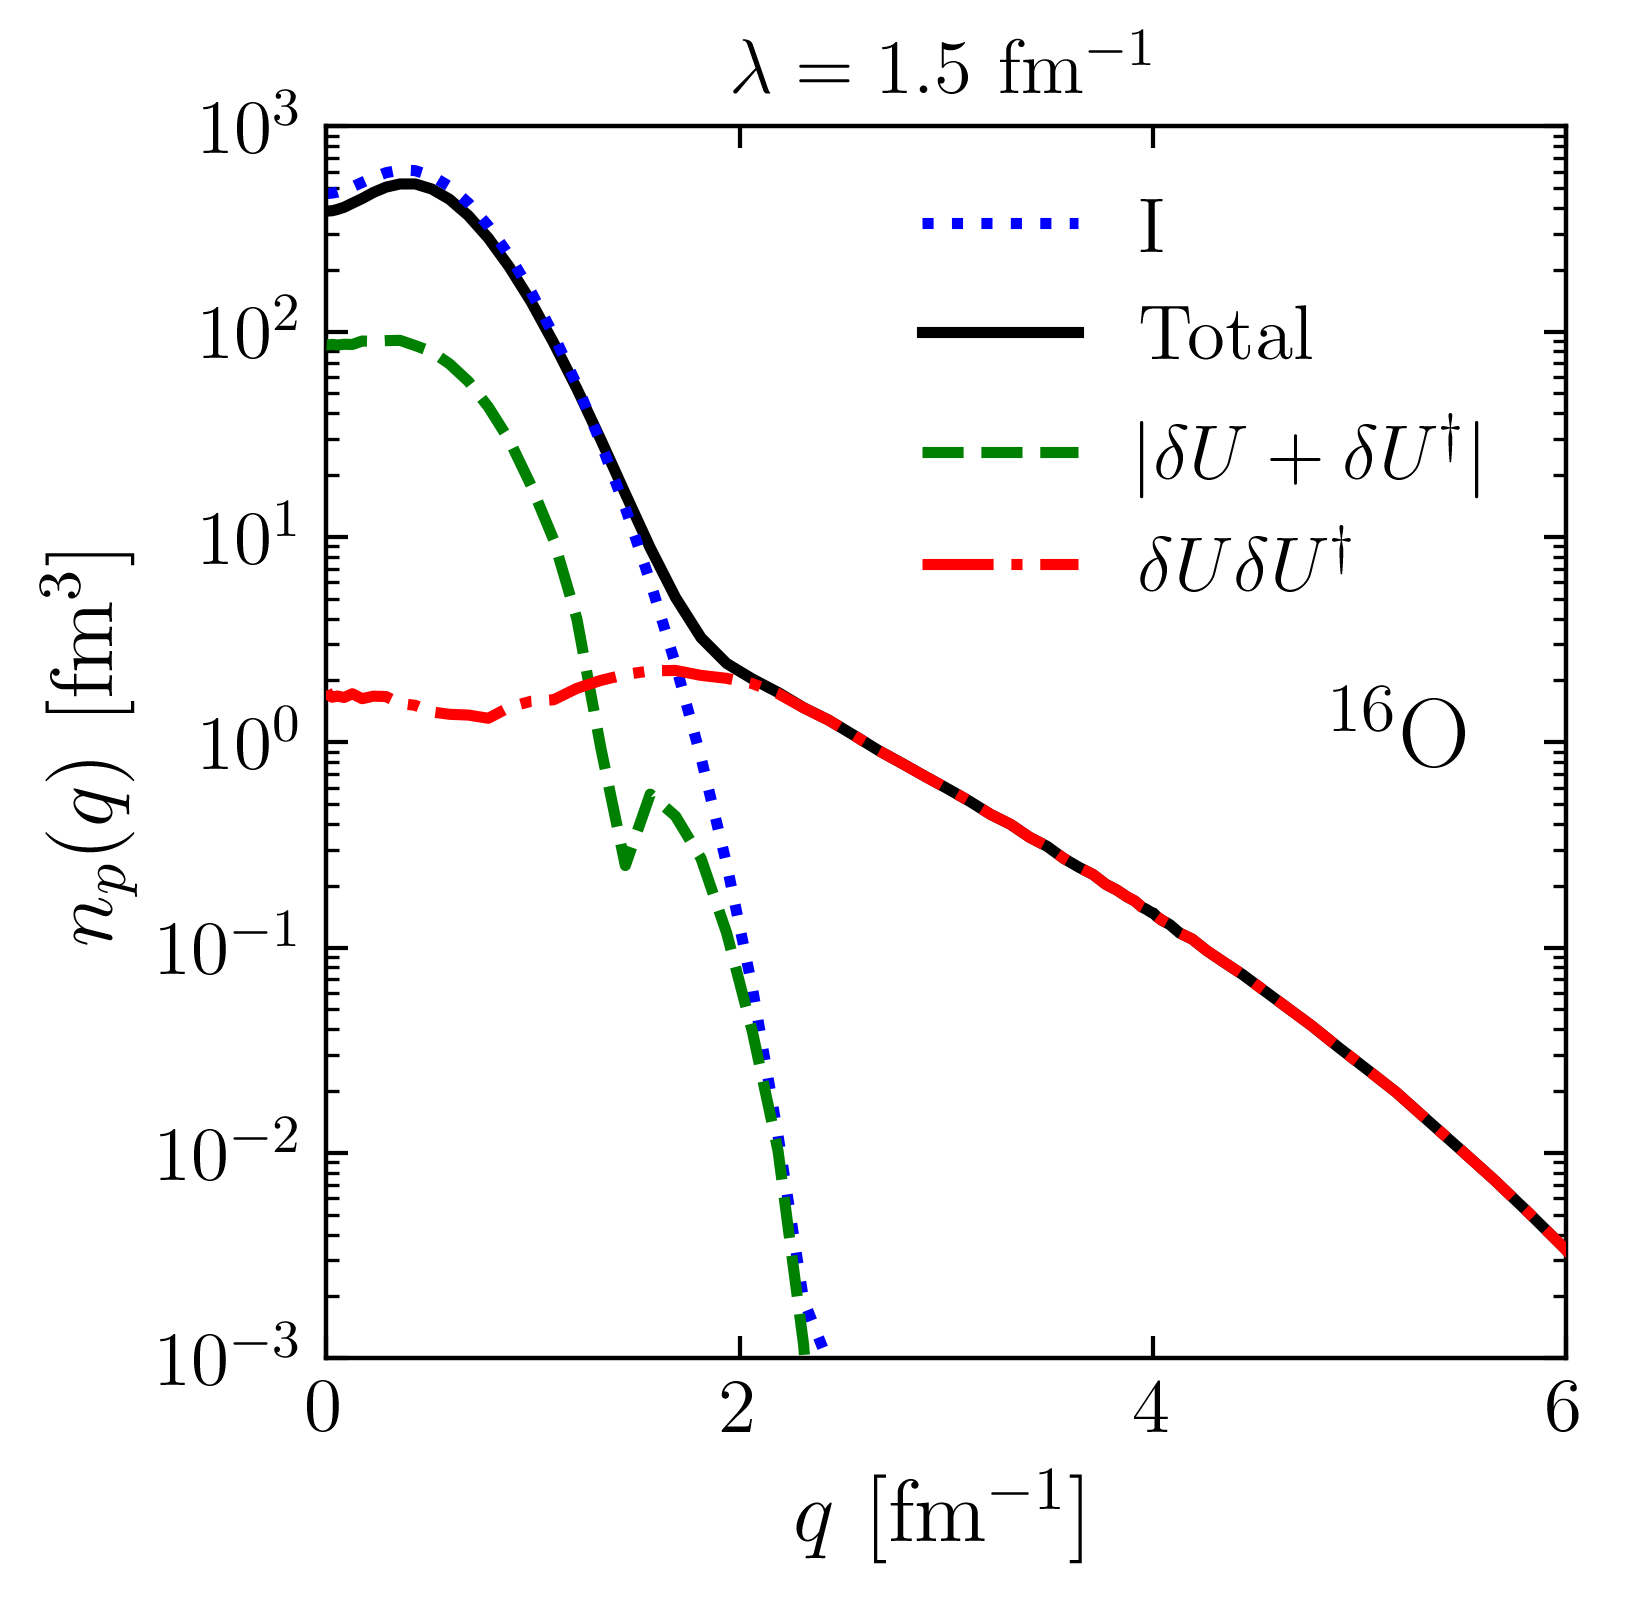 λ = 1.5 fm⁻¹
10³
10²
10¹
10⁰
10⁻¹
10⁻²
10⁻³
n_p(q) [fm³]
I
Total
|δU + δU†|
δUδU†
¹⁶O
0 2 4 6
q [fm⁻¹]